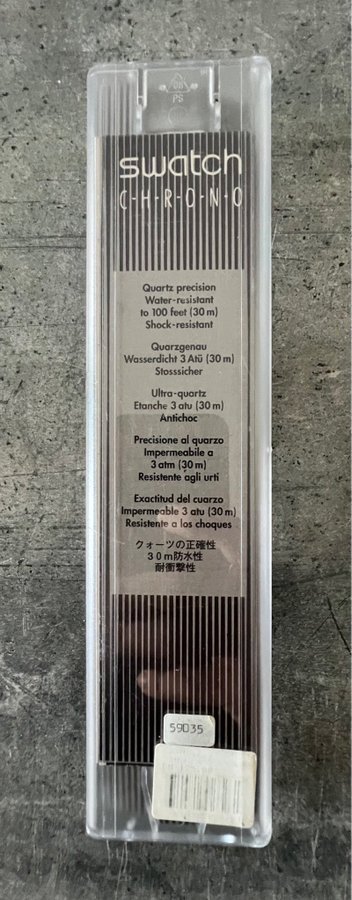 PS
swatch
C·H·R·O·N·O
Quartz precision
Water-resistant
to 100 feet (30 m)
Shock-resistant
Quarzgenau
Wasserdicht 3 Atü (30 m)
Stosssicher
Ultra-quartz
Etanche 3 atu (30 m)
Antichoc
Precisione al quarzo
Impermeabile a
3 atm (30 m)
Resistente agli urti
Exactitud del cuarzo
Impermeable 3 atu (30 m)
Resistente a los choques
クォーツの正確性
30m防水性
耐衝撃性
59D35